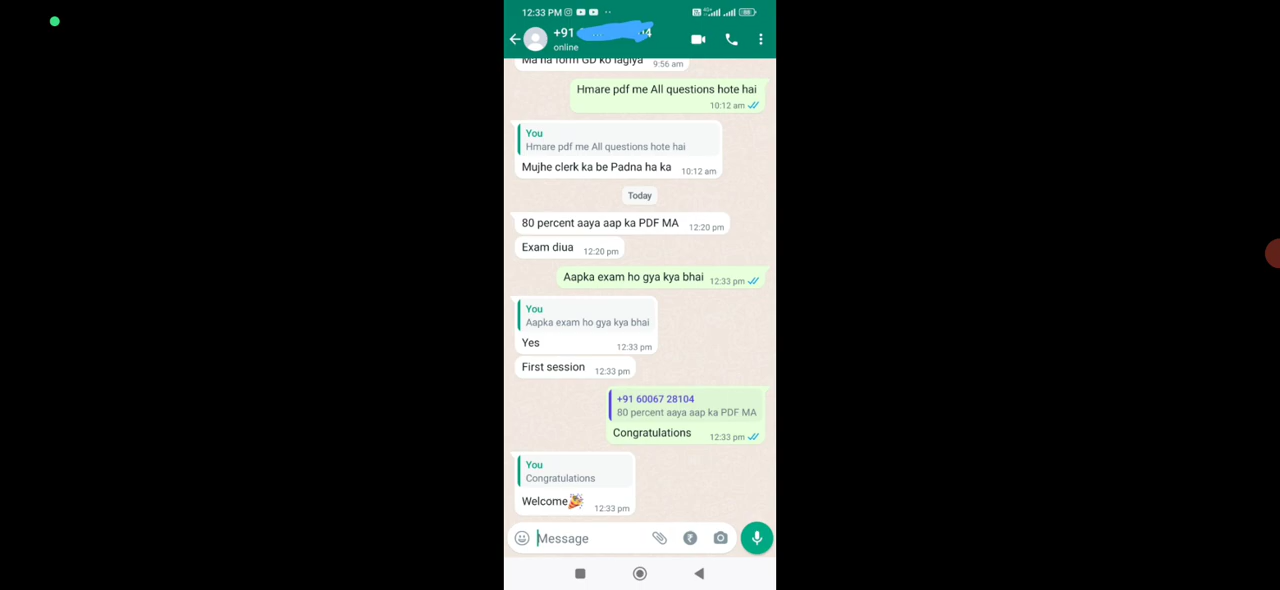 12:33 PM
+91 6 4
online
Ma na form GD ko lagiya 9:56 am
Hmare pdf me All questions hote hai
10:12 am
You
Hmare pdf me All questions hote hai
Mujhe clerk ka be Padna ha ka 10:12 am
Today
80 percent aaya aap ka PDF MA 12:20 pm
Exam diua 12:20 pm
Aapka exam ho gya kya bhai 12:33 pm
You
Aapka exam ho gya kya bhai
Yes 12:33 pm
First session 12:33 pm
+91 60067 28104
80 percent aaya aap ka PDF MA
Congratulations 12:33 pm
You
Congratulations
Welcome🎉 12:33 pm
Message